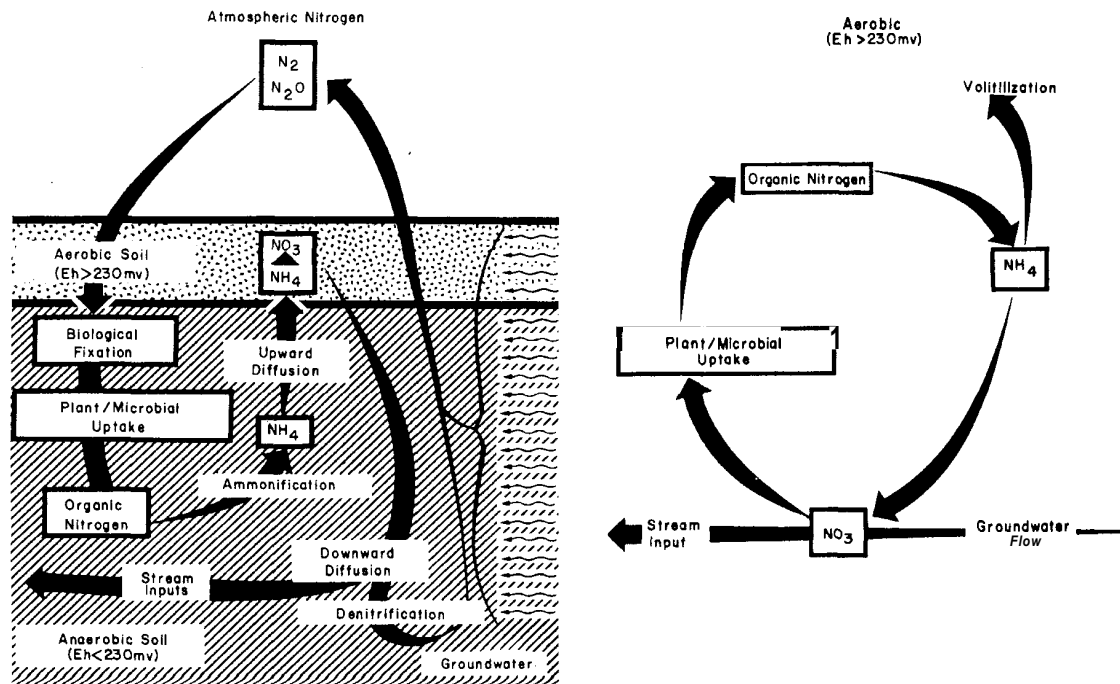 Atmospheric Nitrogen
N2
N2O
Aerobic Soil
(Eh>230mv)
NO3
NH4
Biological
Fixation
Upward
Diffusion
Plant/Microbial
Uptake
NH4
Ammonification
Organic
Nitrogen
Downward
Diffusion
Stream
Inputs
Denitrification
Anaerobic Soil
(Eh<230mv)
Groundwater
Aerobic
(Eh >230mv)
Volitillization
Organic Nitrogen
NH4
Plant/Microbial
Uptake
Stream
Input
NO3
Groundwater
Flow